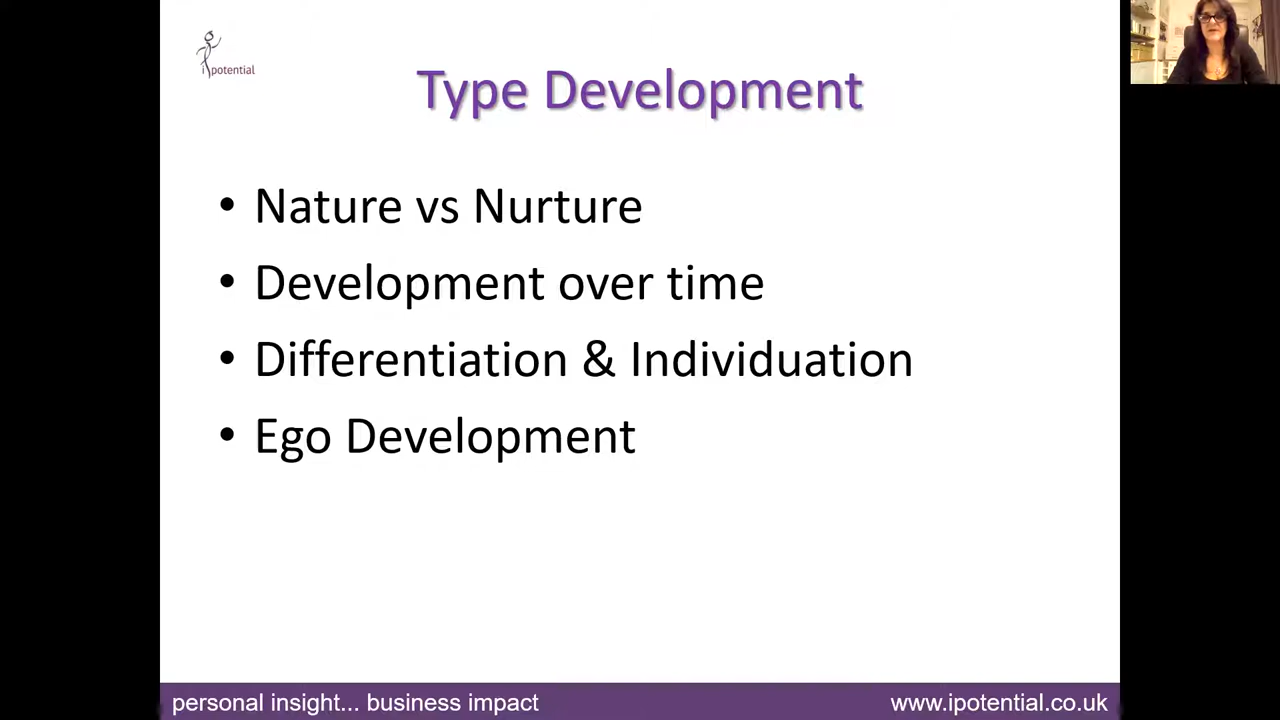 ipotential
Type Development
• Nature vs Nurture
• Development over time
• Differentiation & Individuation
• Ego Development
personal insight... business impact
www.ipotential.co.uk